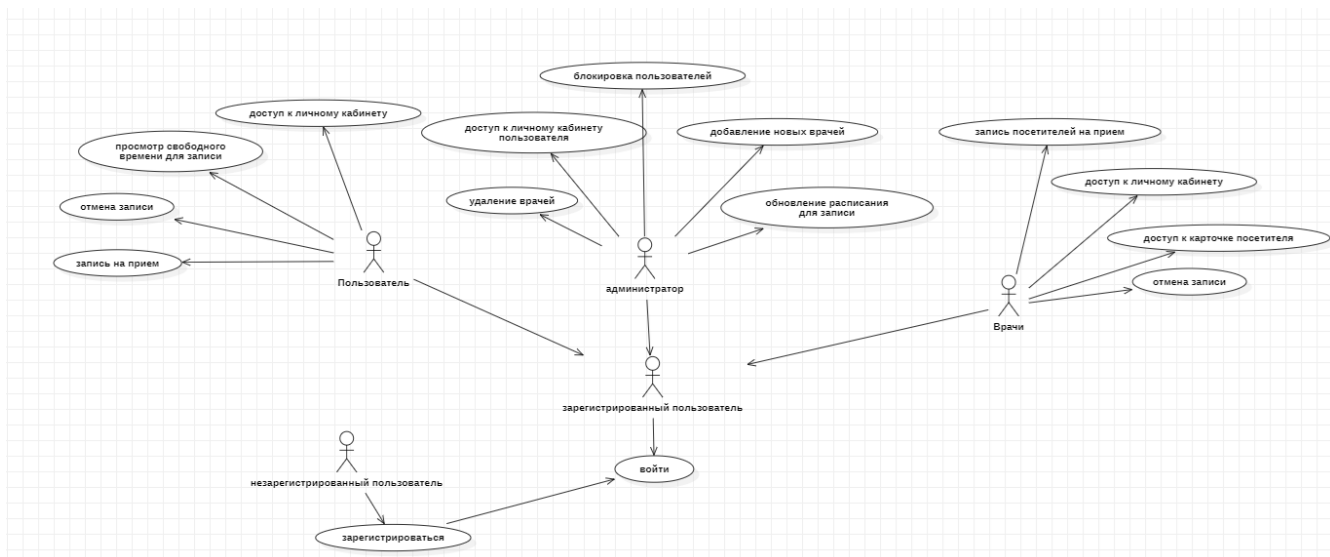 блокировка пользователей
доступ к личному кабинету
доступ к личному кабинету
пользователя
добавление новых врачей
запись посетителей на прием
просмотр свободного
времени для записи
доступ к личному кабинету
удаление врачей
обновление расписания
для записи
отмена записи
доступ к карточке посетителя
запись на прием
отмена записи
Пользователь
администратор
Врачи
зарегистрированный пользователь
войти
незарегистрированный пользователь
зарегистрироваться